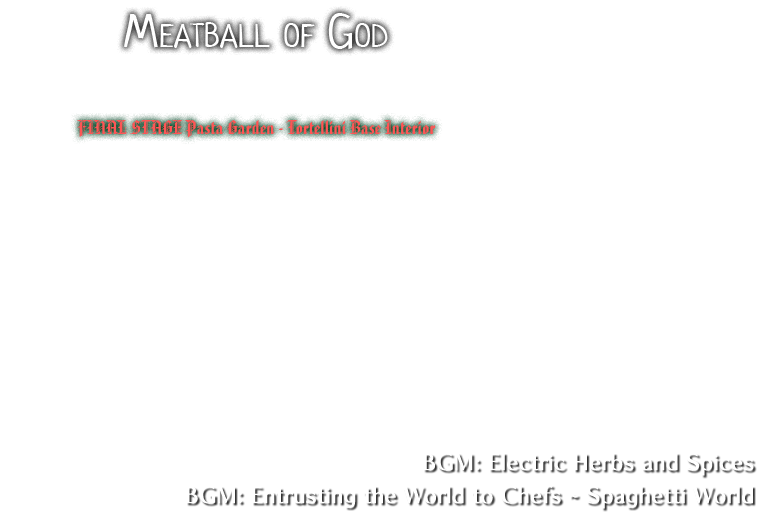 Meatball of God
FINAL STAGE Pasta Garden - Tortellini Base Interior
BGM: Electric Herbs and Spices
BGM: Entrusting the World to Chefs ~ Spaghetti World